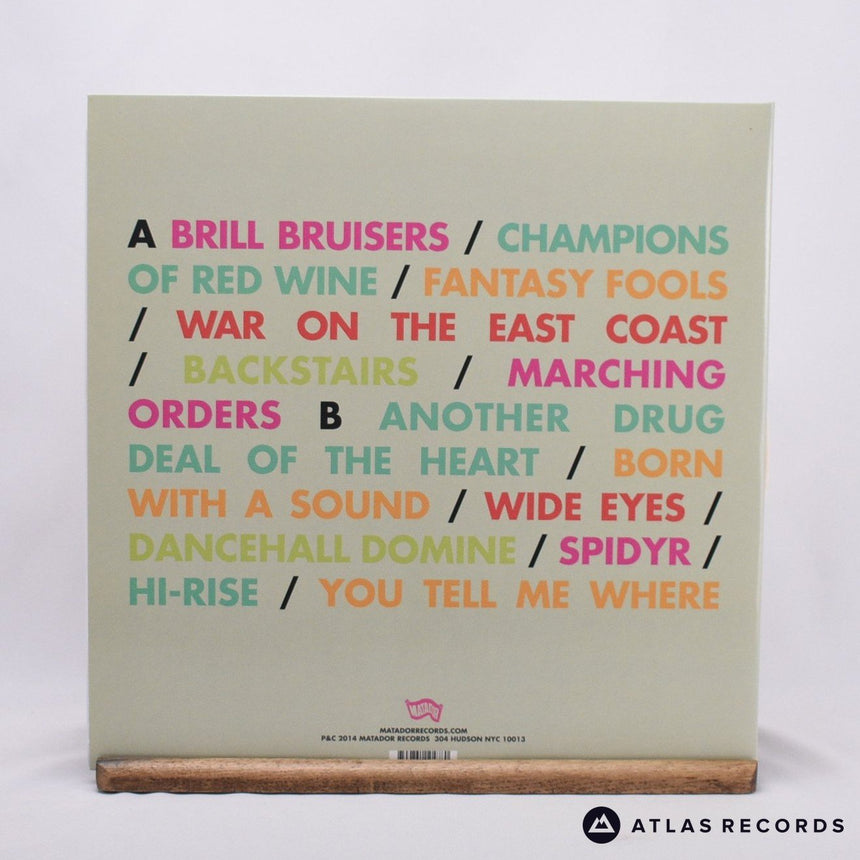 A BRILL BRUISERS / CHAMPIONS
OF RED WINE / FANTASY FOOLS
/ WAR ON THE EAST COAST
/ BACKSTAIRS / MARCHING
ORDERS B ANOTHER DRUG
DEAL OF THE HEART / BORN
WITH A SOUND / WIDE EYES /
DANCEHALL DOMINE / SPIDYR /
HI-RISE / YOU TELL ME WHERE
MATADOR
MATADORRECORDS.COM
P&C 2014 MATADOR RECORDS 304 HUDSON NYC 10013
ATLAS RECORDS